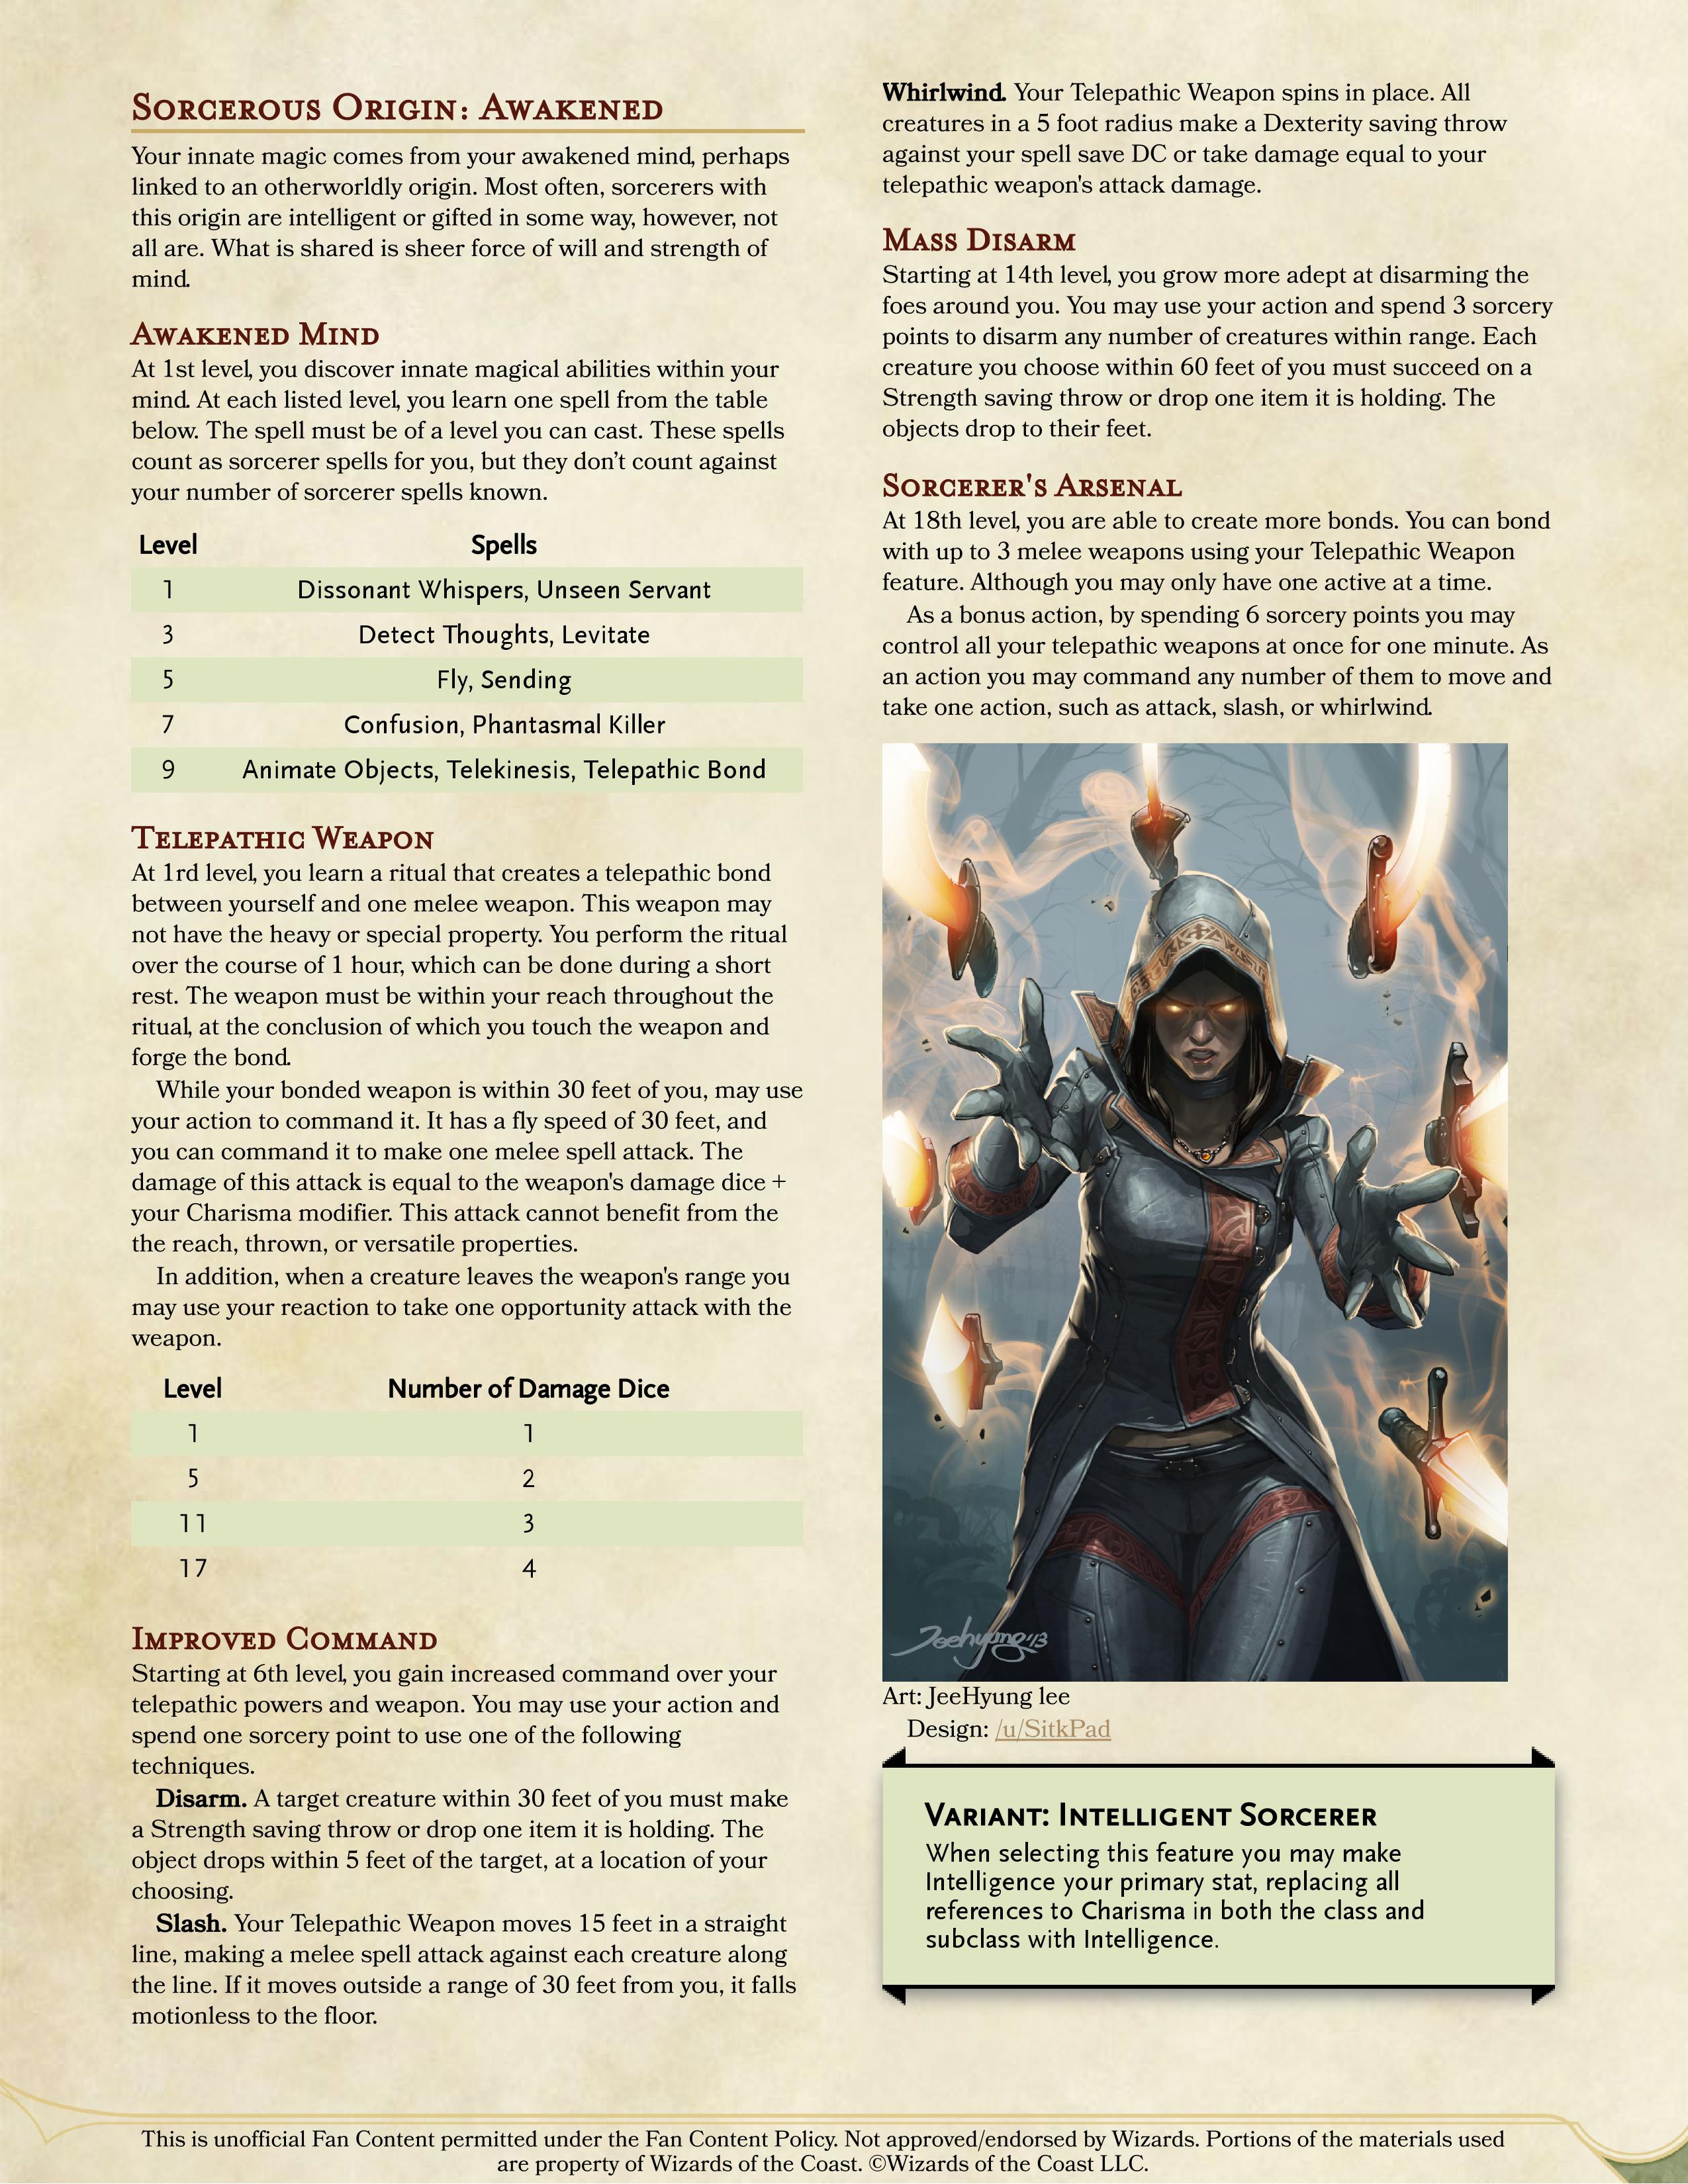 Sorcerous Origin: Awakened
Your innate magic comes from your awakened mind, perhaps
linked to an otherworldly origin. Most often, sorcerers with
this origin are intelligent or gifted in some way, however, not
all are. What is shared is sheer force of will and strength of
mind.
Awakened Mind
At 1st level, you discover innate magical abilities within your
mind. At each listed level, you learn one spell from the table
below. The spell must be of a level you can cast. These spells
count as sorcerer spells for you, but they don’t count against
your number of sorcerer spells known.
Level Spells
1 Dissonant Whispers, Unseen Servant
3 Detect Thoughts, Levitate
5 Fly, Sending
7 Confusion, Phantasmal Killer
9 Animate Objects, Telekinesis, Telepathic Bond
Telepathic Weapon
At 1rd level, you learn a ritual that creates a telepathic bond
between yourself and one melee weapon. This weapon may
not have the heavy or special property. You perform the ritual
over the course of 1 hour, which can be done during a short
rest. The weapon must be within your reach throughout the
ritual, at the conclusion of which you touch the weapon and
forge the bond.
While your bonded weapon is within 30 feet of you, may use
your action to command it. It has a fly speed of 30 feet, and
you can command it to make one melee spell attack. The
damage of this attack is equal to the weapon's damage dice +
your Charisma modifier. This attack cannot benefit from the
the reach, thrown, or versatile properties.
In addition, when a creature leaves the weapon's range you
may use your reaction to take one opportunity attack with the
weapon.
Level Number of Damage Dice
1 1
5 2
11 3
17 4
Improved Command
Starting at 6th level, you gain increased command over your
telepathic powers and weapon. You may use your action and
spend one sorcery point to use one of the following
techniques.
Disarm. A target creature within 30 feet of you must make
a Strength saving throw or drop one item it is holding. The
object drops within 5 feet of the target, at a location of your
choosing.
Slash. Your Telepathic Weapon moves 15 feet in a straight
line, making a melee spell attack against each creature along
the line. If it moves outside a range of 30 feet from you, it falls
motionless to the floor.
Whirlwind. Your Telepathic Weapon spins in place. All
creatures in a 5 foot radius make a Dexterity saving throw
against your spell save DC or take damage equal to your
telepathic weapon's attack damage.
Mass Disarm
Starting at 14th level, you grow more adept at disarming the
foes around you. You may use your action and spend 3 sorcery
points to disarm any number of creatures within range. Each
creature you choose within 60 feet of you must succeed on a
Strength saving throw or drop one item it is holding. The
objects drop to their feet.
Sorcerer's Arsenal
At 18th level, you are able to create more bonds. You can bond
with up to 3 melee weapons using your Telepathic Weapon
feature. Although you may only have one active at a time.
As a bonus action, by spending 6 sorcery points you may
control all your telepathic weapons at once for one minute. As
an action you may command any number of them to move and
take one action, such as attack, slash, or whirlwind.
Jeehyung '13
Art: JeeHyung lee
Design: /u/SitkPad
Variant: Intelligent Sorcerer
When selecting this feature you may make
Intelligence your primary stat, replacing all
references to Charisma in both the class and
subclass with Intelligence.
This is unofficial Fan Content permitted under the Fan Content Policy. Not approved/endorsed by Wizards. Portions of the materials used
are property of Wizards of the Coast. ©Wizards of the Coast LLC.